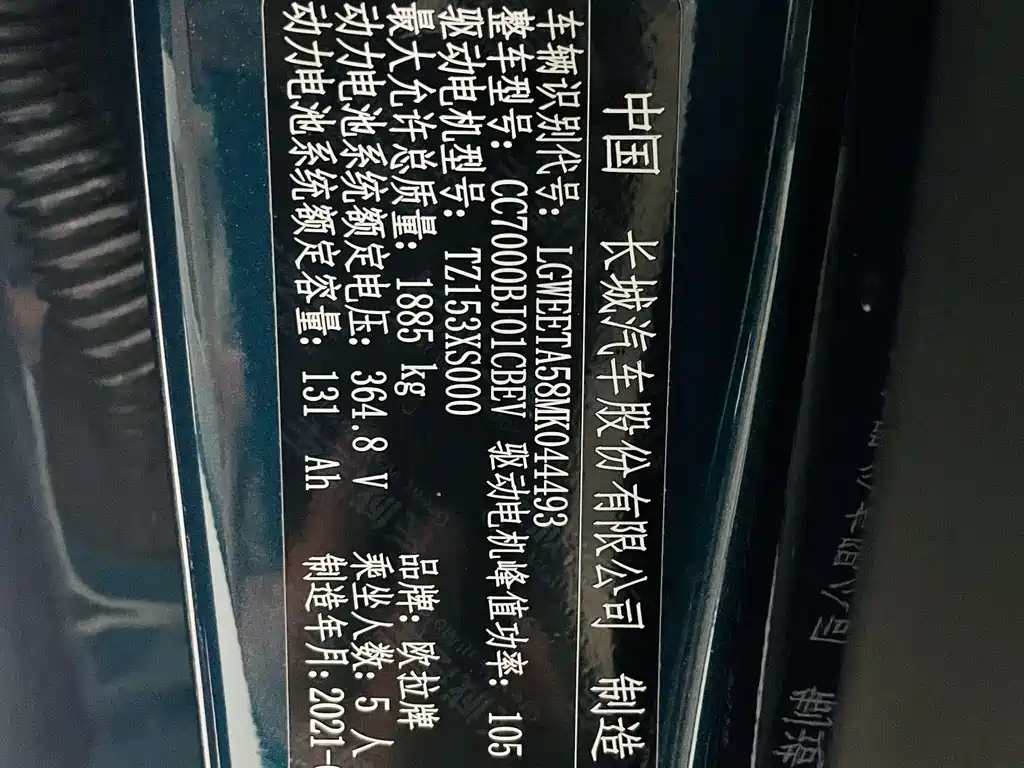 中国 长城汽车股份有限公司 制造
车辆识别代号: LGWEETA58MK044493
整车型号: CC7000BJ01CBEV 驱动电机峰值功率: 105
驱动电机型号: TZ153XS000
最大允许总质量: 1885 kg 品牌: 欧拉牌
动力电池系统额定电压: 364.8 V 乘坐人数: 5 人
动力电池系统额定容量: 131 Ah 制造年月: 2021-